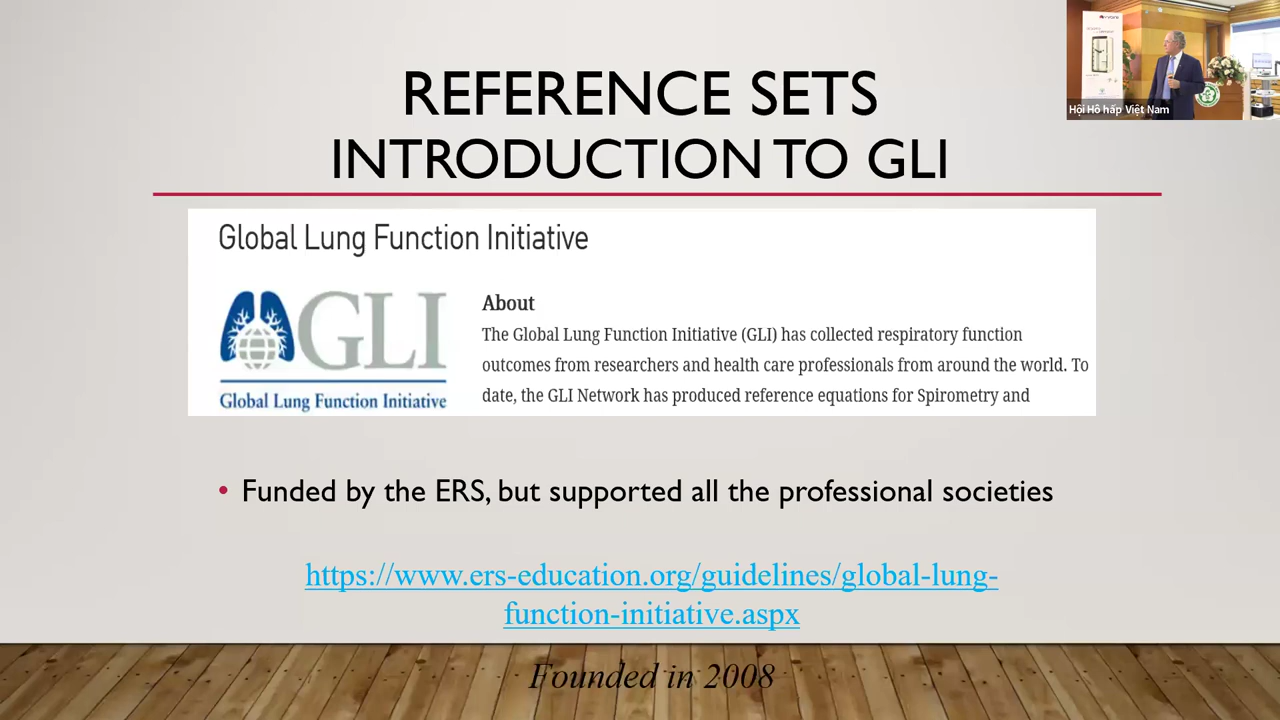 REFERENCE SETS
INTRODUCTION TO GLI
Hội Hô hấp Việt Nam
Global Lung Function Initiative
GLI
Global Lung Function Initiative
About
The Global Lung Function Initiative (GLI) has collected respiratory function
outcomes from researchers and health care professionals from around the world. To
date, the GLI Network has produced reference equations for Spirometry and
• Funded by the ERS, but supported all the professional societies
https://www.ers-education.org/guidelines/global-lung-
function-initiative.aspx
Founded in 2008